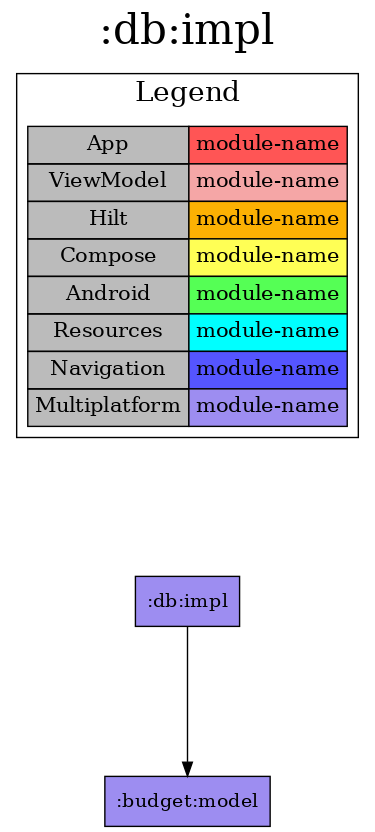 :db:impl
Legend
App module-name
ViewModel module-name
Hilt module-name
Compose module-name
Android module-name
Resources module-name
Navigation module-name
Multiplatform module-name
:db:impl
:budget:model